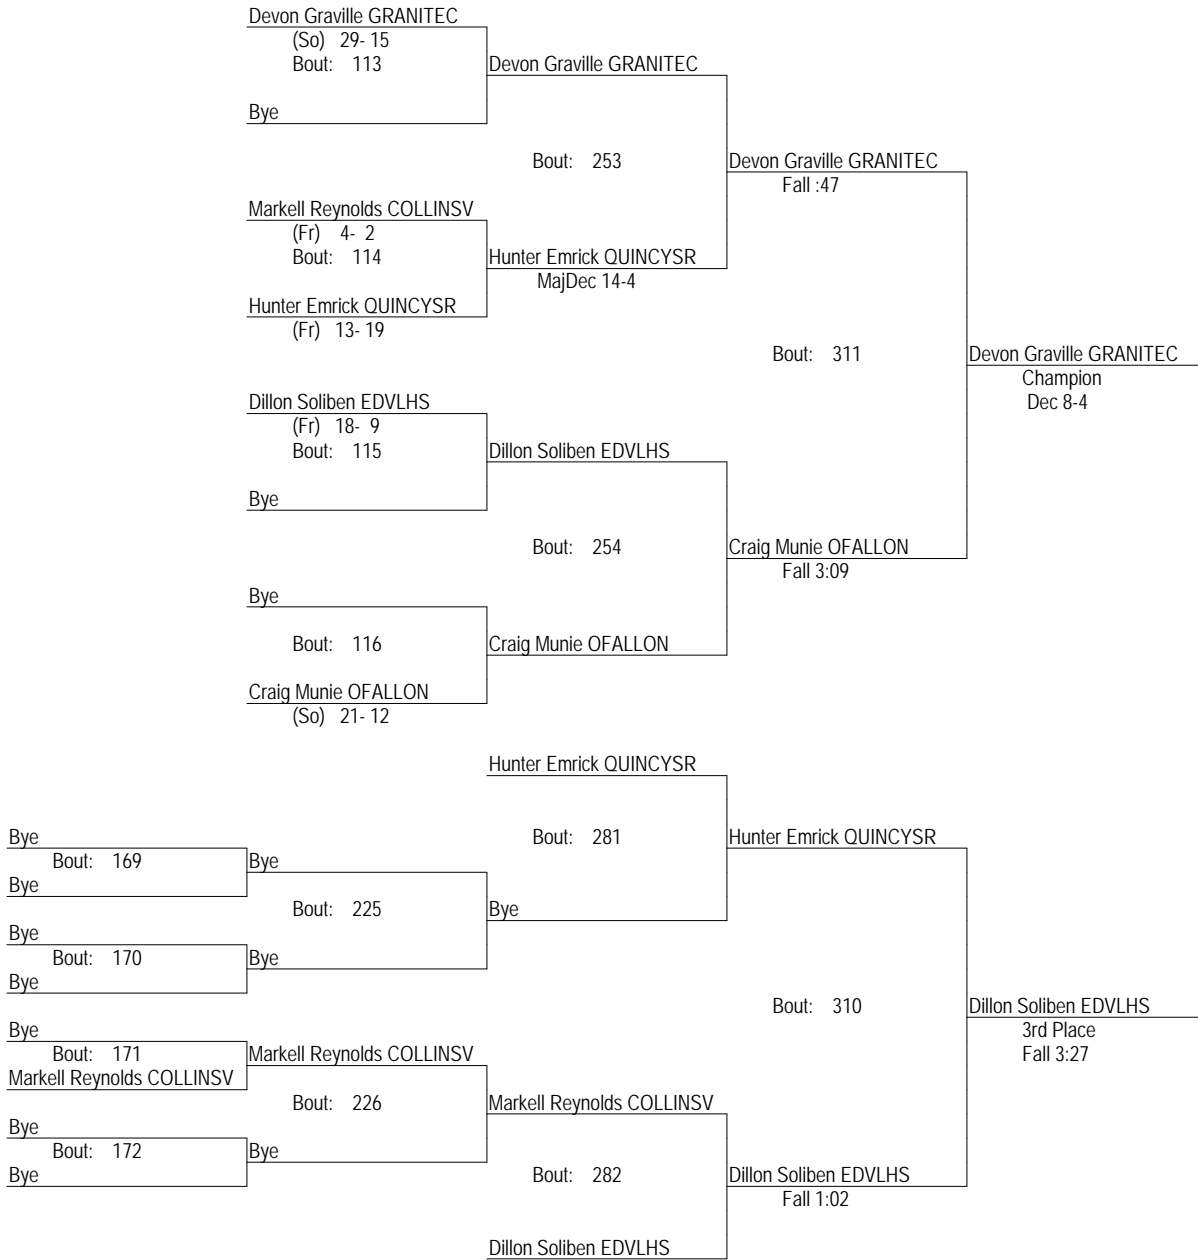 Devon Graville GRANITEC
(So) 29- 15
Bout: 113
Devon Graville GRANITEC
Bye
Bout: 253
Devon Graville GRANITEC
Fall :47
Markell Reynolds COLLINSV
(Fr) 4- 2
Bout: 114
Hunter Emrick QUINCYSR
MajDec 14-4
Hunter Emrick QUINCYSR
(Fr) 13- 19
Bout: 311
Devon Graville GRANITEC
Champion
Dec 8-4
Dillon Soliben EDVLHS
(Fr) 18- 9
Bout: 115
Dillon Soliben EDVLHS
Bye
Bout: 254
Craig Munie OFALLON
Fall 3:09
Bye
Bout: 116
Craig Munie OFALLON
Craig Munie OFALLON
(So) 21- 12
Hunter Emrick QUINCYSR
Bye
Bout: 281
Hunter Emrick QUINCYSR
Bout: 169
Bye
Bye
Bout: 225
Bye
Bye
Bout: 170
Bye
Bye
Bout: 310
Dillon Soliben EDVLHS
3rd Place
Fall 3:27
Bye
Bout: 171
Markell Reynolds COLLINSV
Markell Reynolds COLLINSV
Bout: 226
Markell Reynolds COLLINSV
Bye
Bout: 172
Bye
Bye
Bout: 282
Dillon Soliben EDVLHS
Fall 1:02
Dillon Soliben EDVLHS